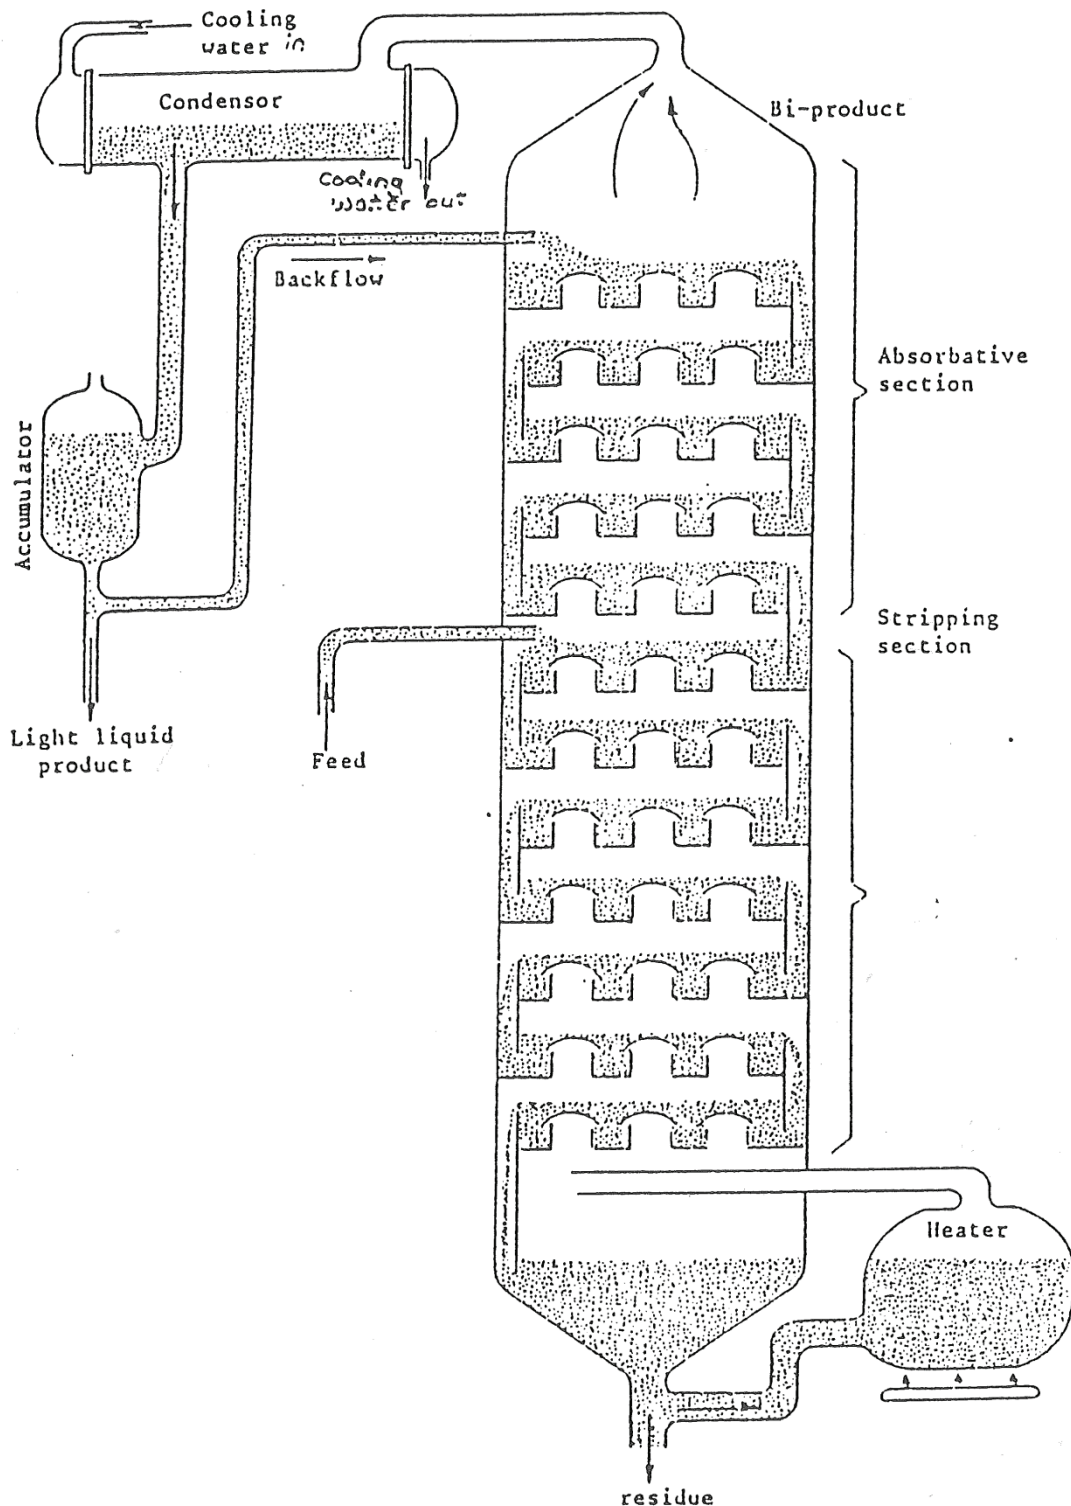 Cooling
water in
Condensor
Bi-product
Cooling
water out
Backflow
Absorbative
section
Accumulator
Stripping
section
Light liquid
product
Feed
Heater
residue